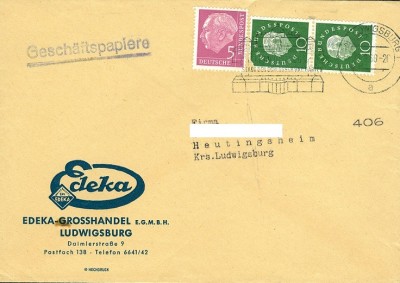 Geschäftspapiere
5
DEUTSCHE
BUNDESPOST
10
DEUTSCHE BUNDESPOST
10
DEUTSCHE BUNDESPOST
a
406
Firma
Heutingsheim
Krs.Ludwigsburg
Edeka
EDEKA
EDEKA-GROSSHANDEL E.G.M.B.H.
LUDWIGSBURG
Daimlerstraße 9
Postfach 138 - Telefon 6641/42